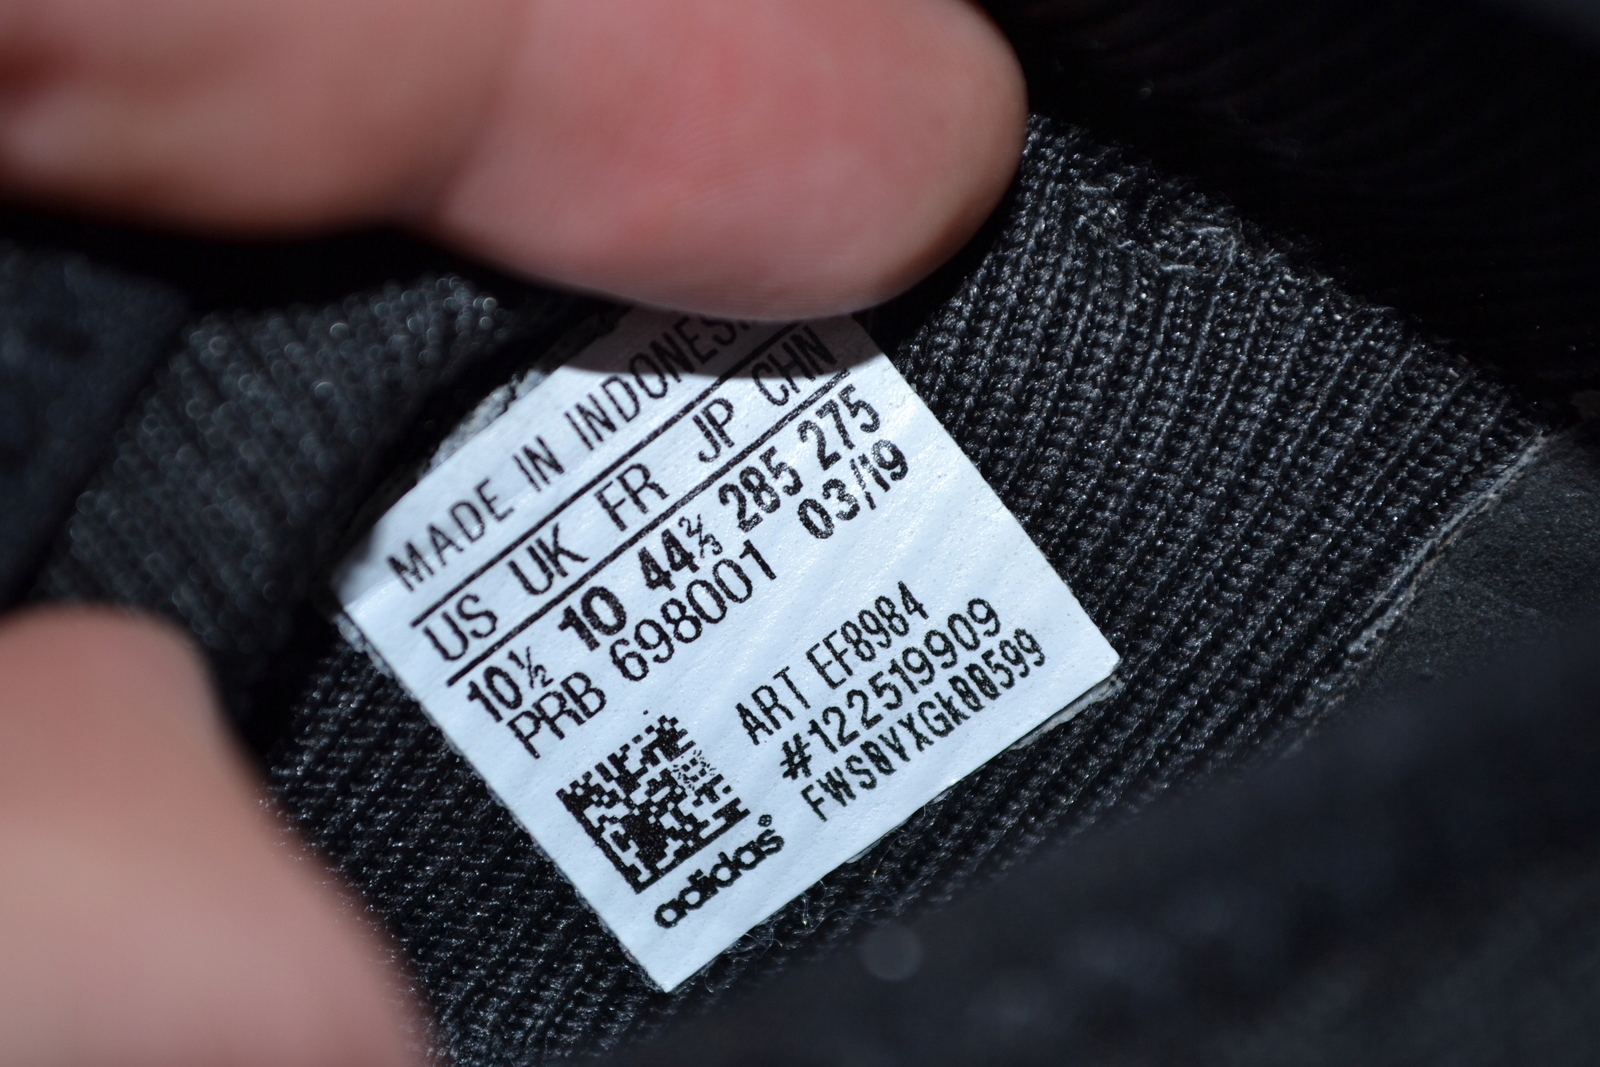 MADE IN INDONES
US UK FR JP CHN
10½ 10 44⅔ 285 275
PRB 698001 03/19
ART EF8984
#122519909
FWS0VXGk00599
adidas®